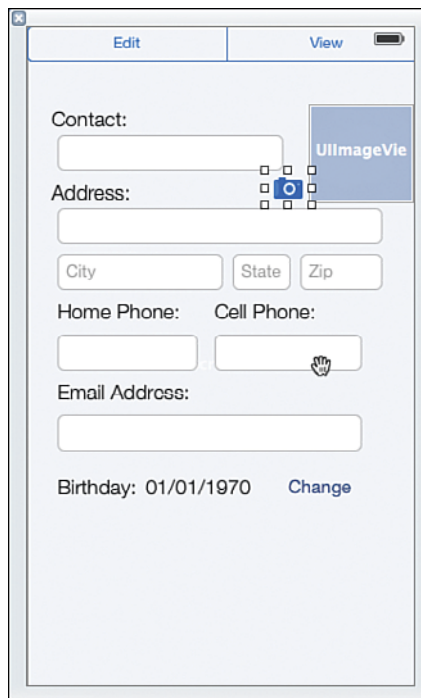 Edit View
Contact:
UIImageVie
Address:
City State Zip
Home Phone: Cell Phone:
Email Address:
Birthday: 01/01/1970 Change